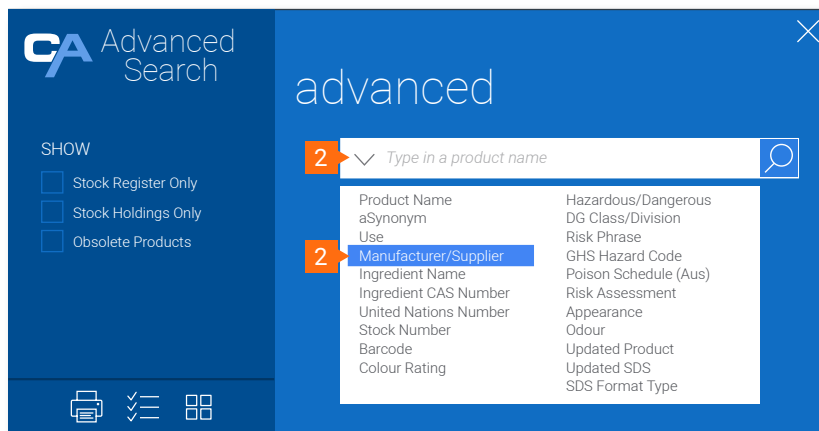 CA Advanced
Search
SHOW
Stock Register Only
Stock Holdings Only
Obsolete Products
advanced
2 Type in a product name
Product Name
aSynonym
Use
2 Manufacturer/Supplier
Ingredient Name
Ingredient CAS Number
United Nations Number
Stock Number
Barcode
Colour Rating
Hazardous/Dangerous
DG Class/Division
Risk Phrase
GHS Hazard Code
Poison Schedule (Aus)
Risk Assessment
Appearance
Odour
Updated Product
Updated SDS
SDS Format Type